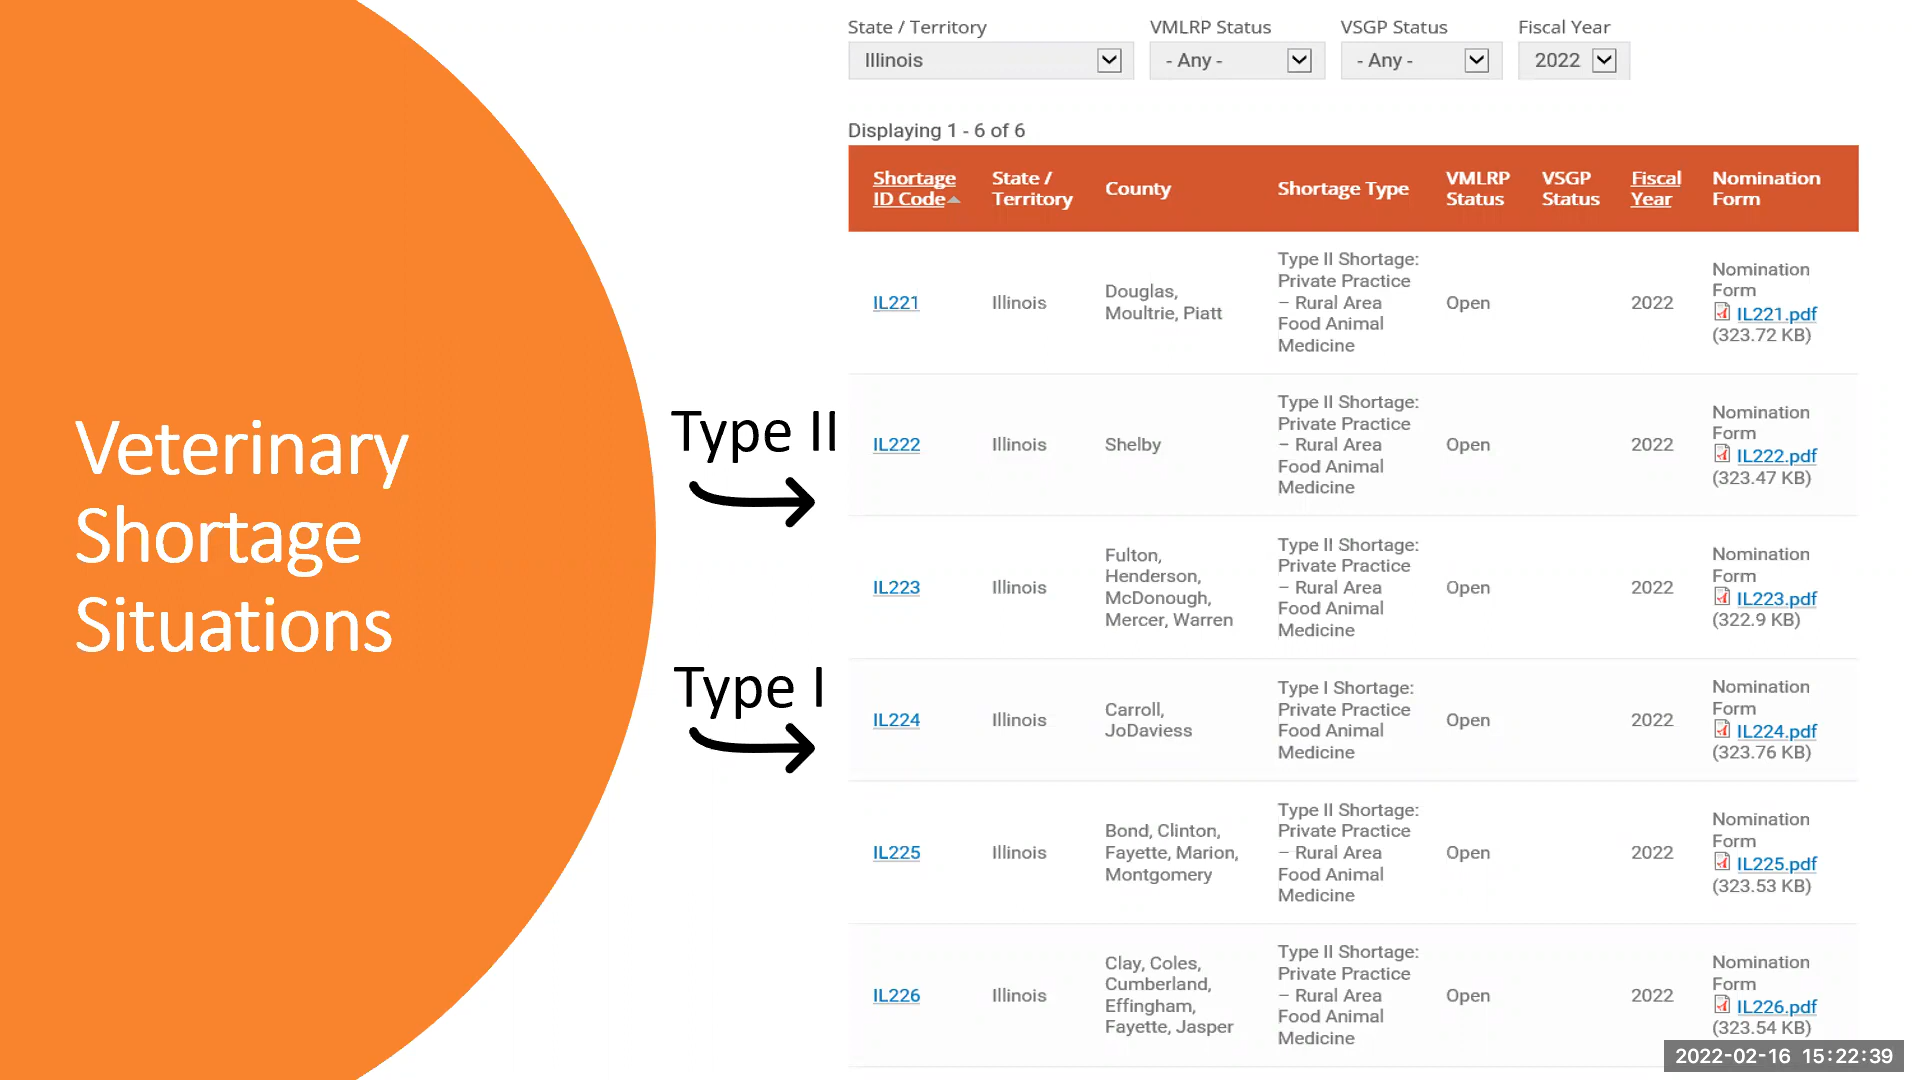 Veterinary
Shortage
Situations
Type II
Type I
State / Territory
VMLRP Status
VSGP Status
Fiscal Year
Illinois
- Any -
- Any -
2022
Displaying 1 - 6 of 6
Shortage
ID Code
State /
Territory
County
Shortage Type
VMLRP
Status
VSGP
Status
Fiscal
Year
Nomination
Form
IL221
Illinois
Douglas,
Moultrie, Piatt
Type II Shortage:
Private Practice
– Rural Area
Food Animal
Medicine
Open
2022
Nomination
Form
IL221.pdf
(323.72 KB)
IL222
Illinois
Shelby
Type II Shortage:
Private Practice
– Rural Area
Food Animal
Medicine
Open
2022
Nomination
Form
IL222.pdf
(323.47 KB)
IL223
Illinois
Fulton,
Henderson,
McDonough,
Mercer, Warren
Type II Shortage:
Private Practice
– Rural Area
Food Animal
Medicine
Open
2022
Nomination
Form
IL223.pdf
(322.9 KB)
IL224
Illinois
Carroll,
JoDaviess
Type I Shortage:
Private Practice
Food Animal
Medicine
Open
2022
Nomination
Form
IL224.pdf
(323.76 KB)
IL225
Illinois
Bond, Clinton,
Fayette, Marion,
Montgomery
Type II Shortage:
Private Practice
– Rural Area
Food Animal
Medicine
Open
2022
Nomination
Form
IL225.pdf
(323.53 KB)
IL226
Illinois
Clay, Coles,
Cumberland,
Effingham,
Fayette, Jasper
Type II Shortage:
Private Practice
– Rural Area
Food Animal
Medicine
Open
2022
Nomination
Form
IL226.pdf
(323.54 KB)
2022-02-16 15:22:39